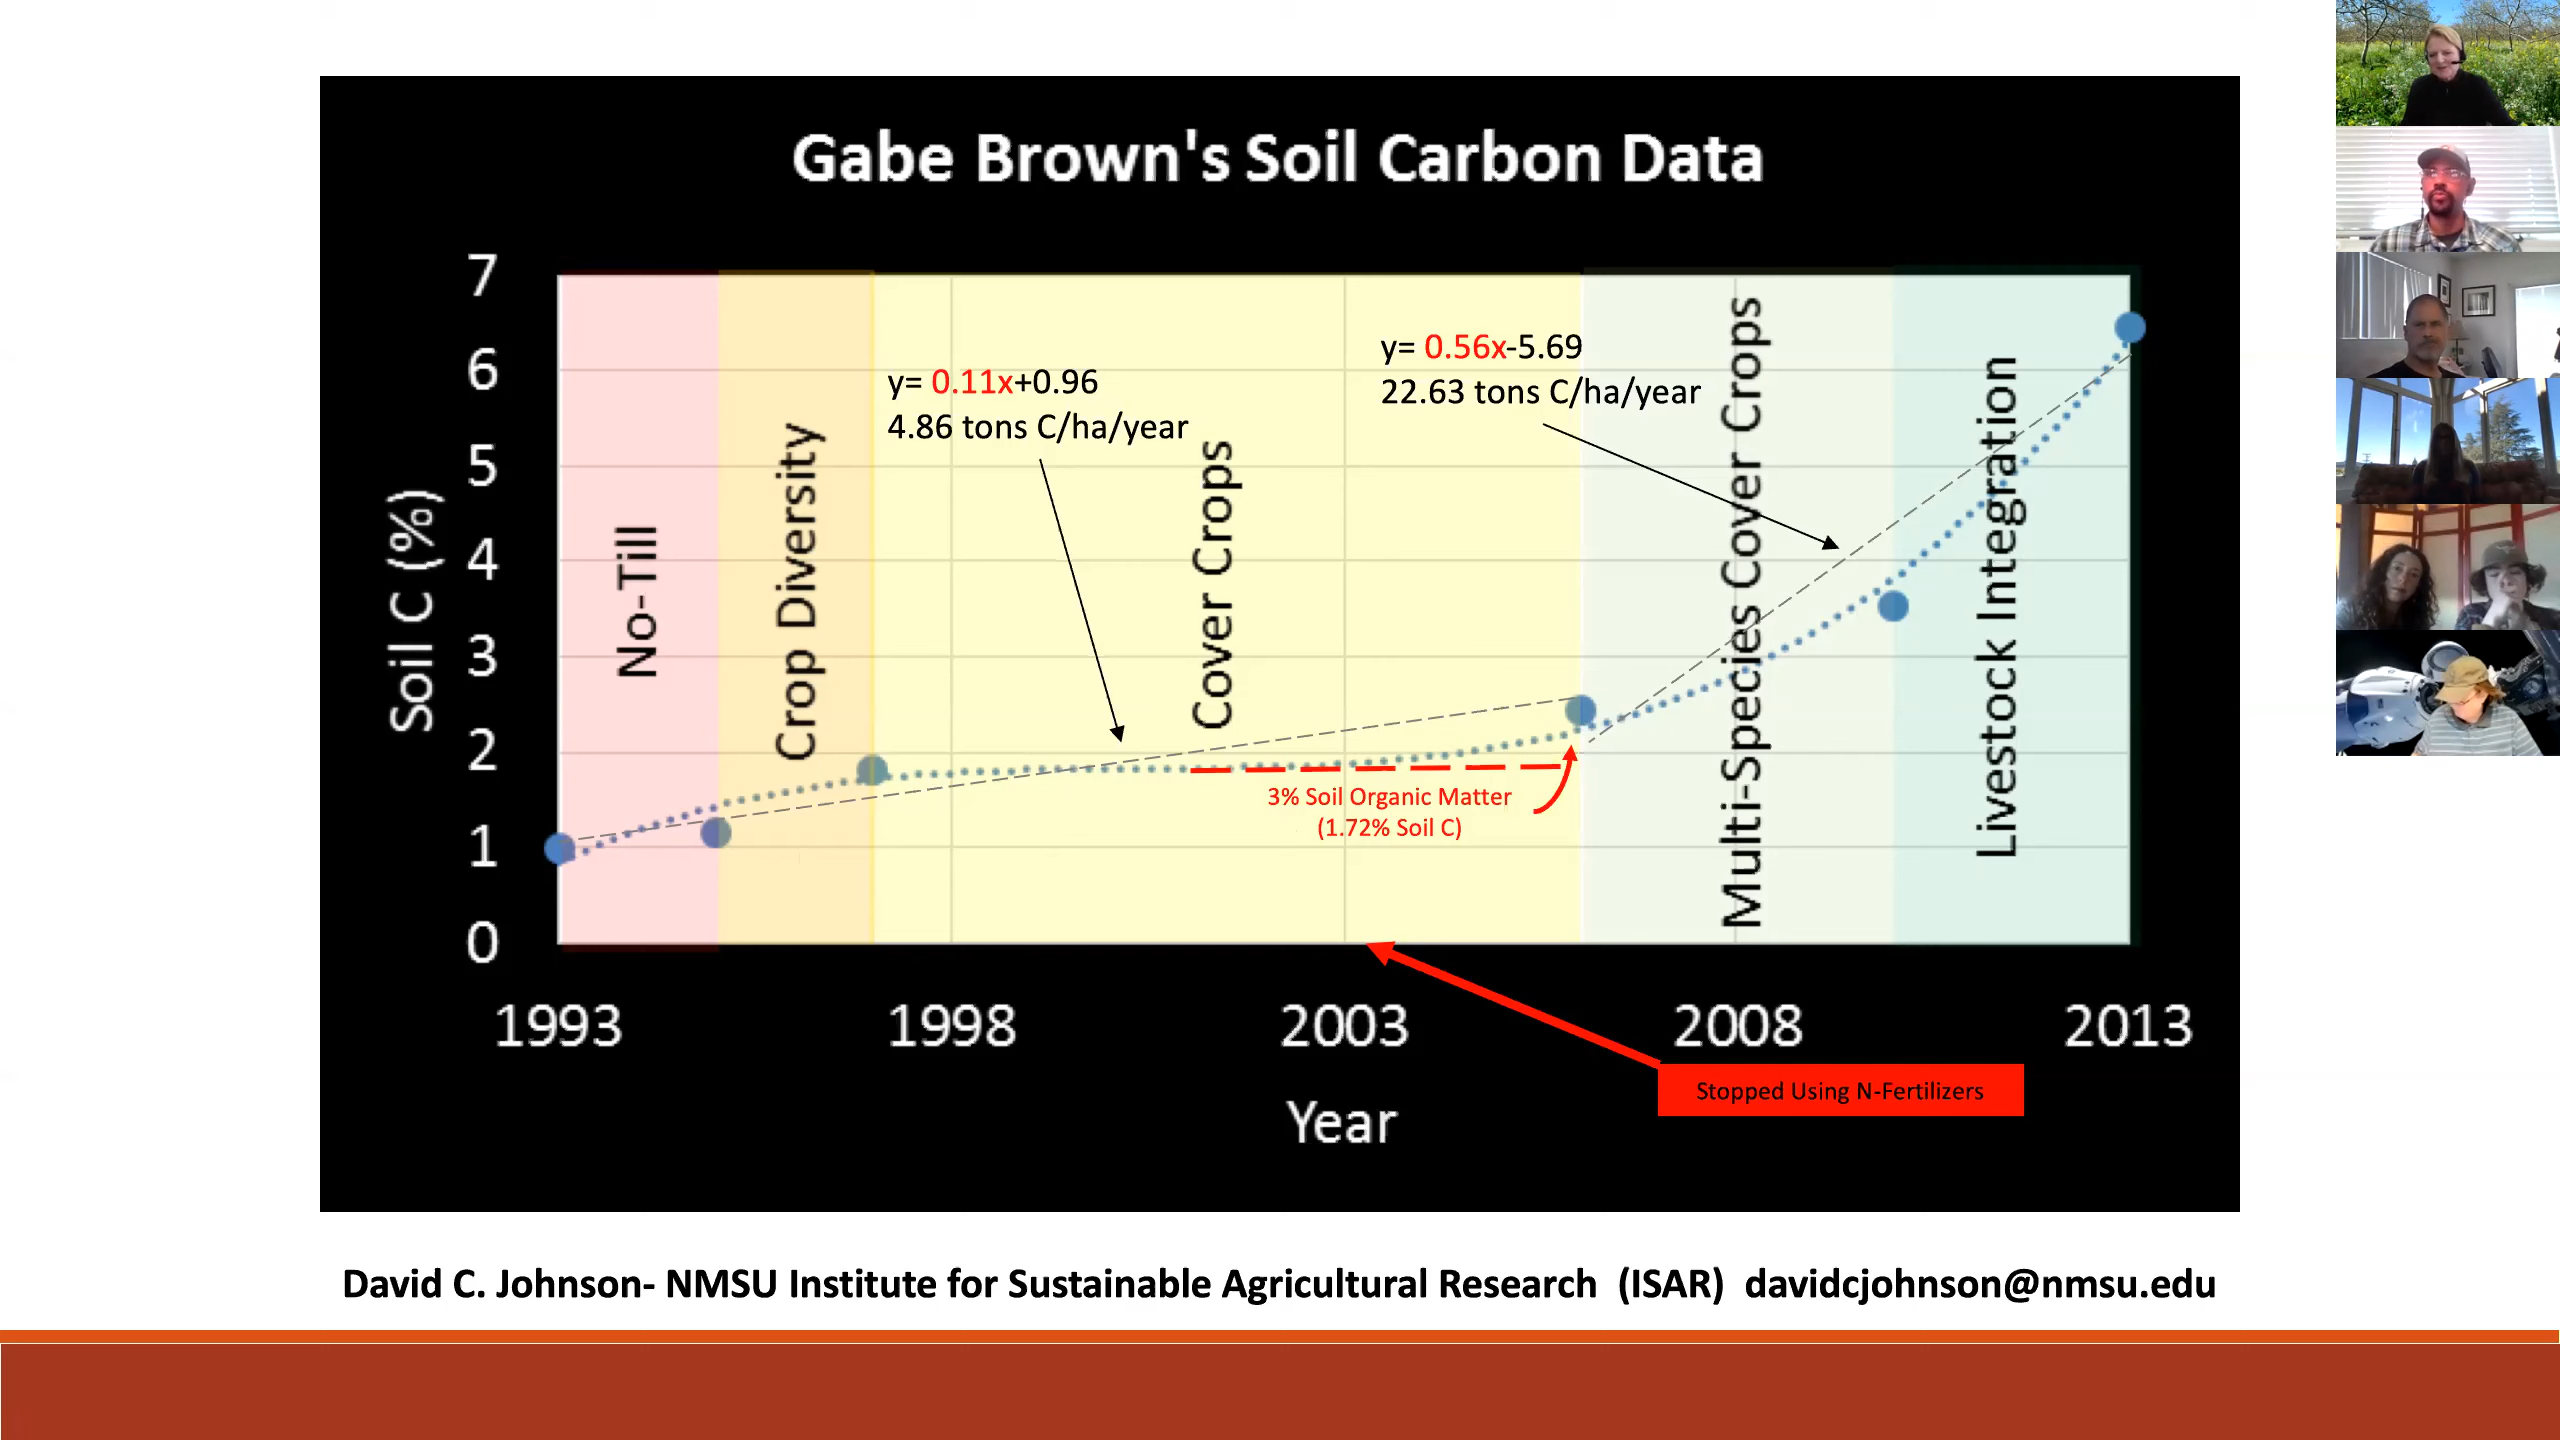 Gabe Brown's Soil Carbon Data
Soil C (%)
7
6
5
4
3
2
1
0
No-Till
Crop Diversity
Cover Crops
Multi-Species Cover Crops
Livestock Integration
y= 0.11x+0.96
4.86 tons C/ha/year
y= 0.56x-5.69
22.63 tons C/ha/year
3% Soil Organic Matter
(1.72% Soil C)
1993
1998
2003
2008
2013
Stopped Using N-Fertilizers
Year
David C. Johnson- NMSU Institute for Sustainable Agricultural Research (ISAR) davidcjohnson@nmsu.edu